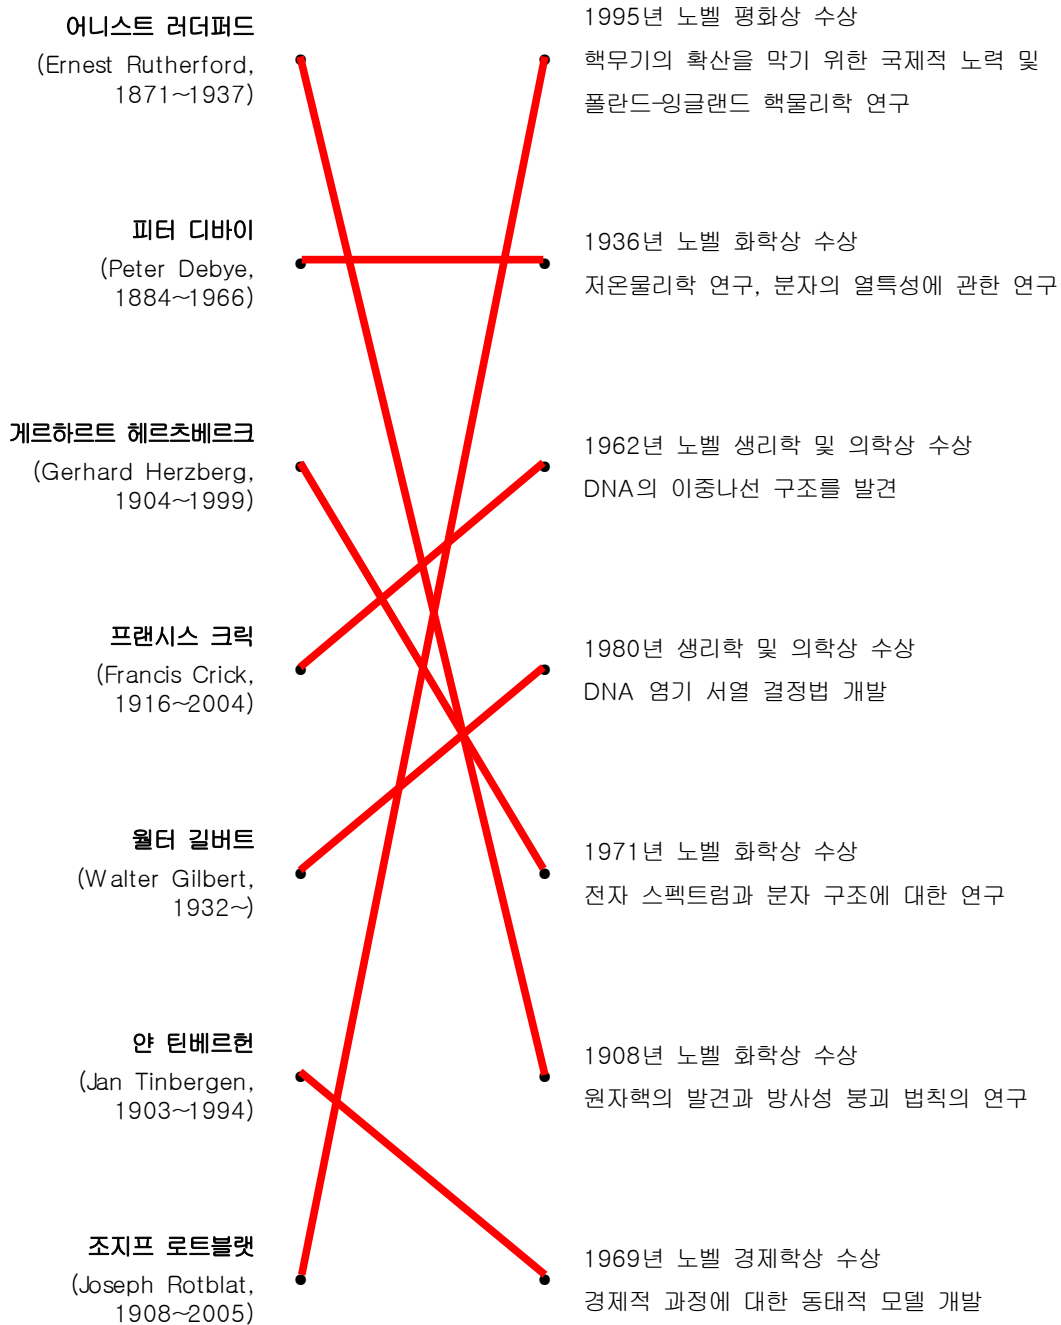 어니스트 러더퍼드
(Ernest Rutherford,
1871~1937)
1995년 노벨 평화상 수상
핵무기의 확산을 막기 위한 국제적 노력 및
폴란드-잉글랜드 핵물리학 연구
피터 디바이
(Peter Debye,
1884~1966)
1936년 노벨 화학상 수상
저온물리학 연구, 분자의 열특성에 관한 연구
게르하르트 헤르츠베르크
(Gerhard Herzberg,
1904~1999)
1962년 노벨 생리학 및 의학상 수상
DNA의 이중나선 구조를 발견
프랜시스 크릭
(Francis Crick,
1916~2004)
1980년 생리학 및 의학상 수상
DNA 염기 서열 결정법 개발
월터 길버트
(Walter Gilbert,
1932~)
1971년 노벨 화학상 수상
전자 스펙트럼과 분자 구조에 대한 연구
얀 틴베르헌
(Jan Tinbergen,
1903~1994)
1908년 노벨 화학상 수상
원자핵의 발견과 방사성 붕괴 법칙의 연구
조지프 로트블랫
(Joseph Rotblat,
1908~2005)
1969년 노벨 경제학상 수상
경제적 과정에 대한 동태적 모델 개발